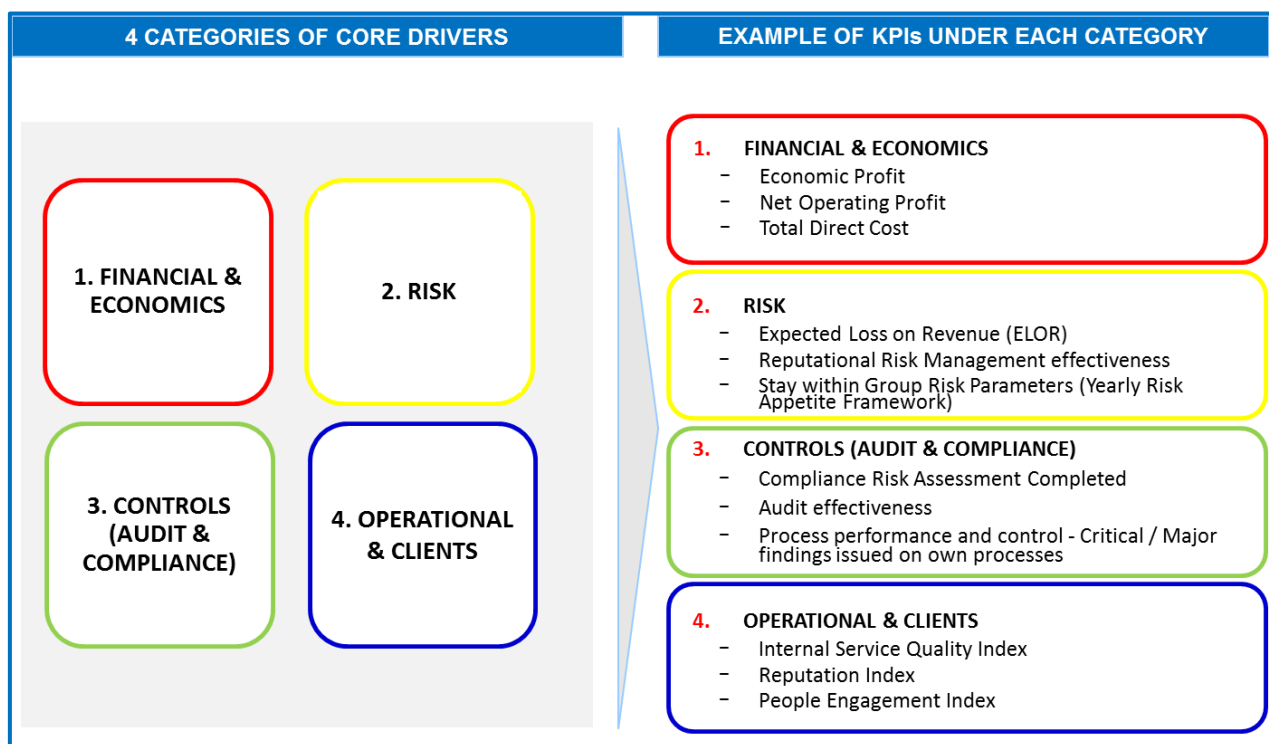 4 CATEGORIES OF CORE DRIVERS
EXAMPLE OF KPIs UNDER EACH CATEGORY
1. FINANCIAL &
ECONOMICS
2. RISK
3. CONTROLS
(AUDIT &
COMPLIANCE)
4. OPERATIONAL
& CLIENTS
1. FINANCIAL & ECONOMICS
– Economic Profit
– Net Operating Profit
– Total Direct Cost
2. RISK
– Expected Loss on Revenue (ELOR)
– Reputational Risk Management effectiveness
– Stay within Group Risk Parameters (Yearly Risk
Appetite Framework)
3. CONTROLS (AUDIT & COMPLIANCE)
– Compliance Risk Assessment Completed
– Audit effectiveness
– Process performance and control - Critical / Major
findings issued on own processes
4. OPERATIONAL & CLIENTS
– Internal Service Quality Index
– Reputation Index
– People Engagement Index